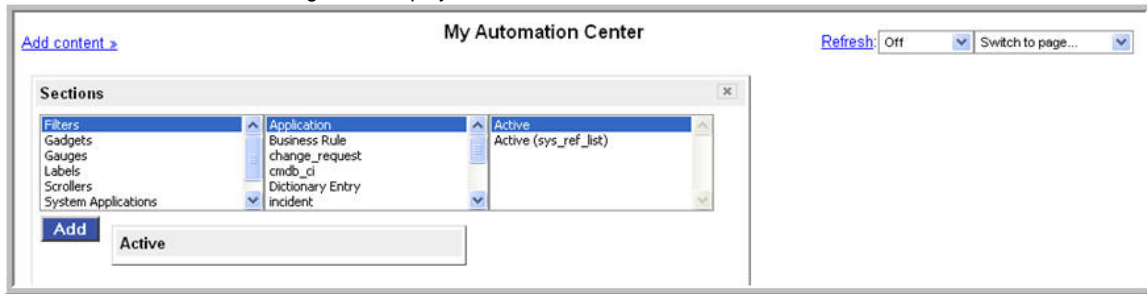 My Automation Center
Add content »
Refresh: Off Switch to page...
Sections
Filters
Gadgets
Gauges
Labels
Scrollers
System Applications
Application
Business Rule
change_request
cmdb_ci
Dictionary Entry
incident
Active
Active (sys_ref_list)
Add
Active